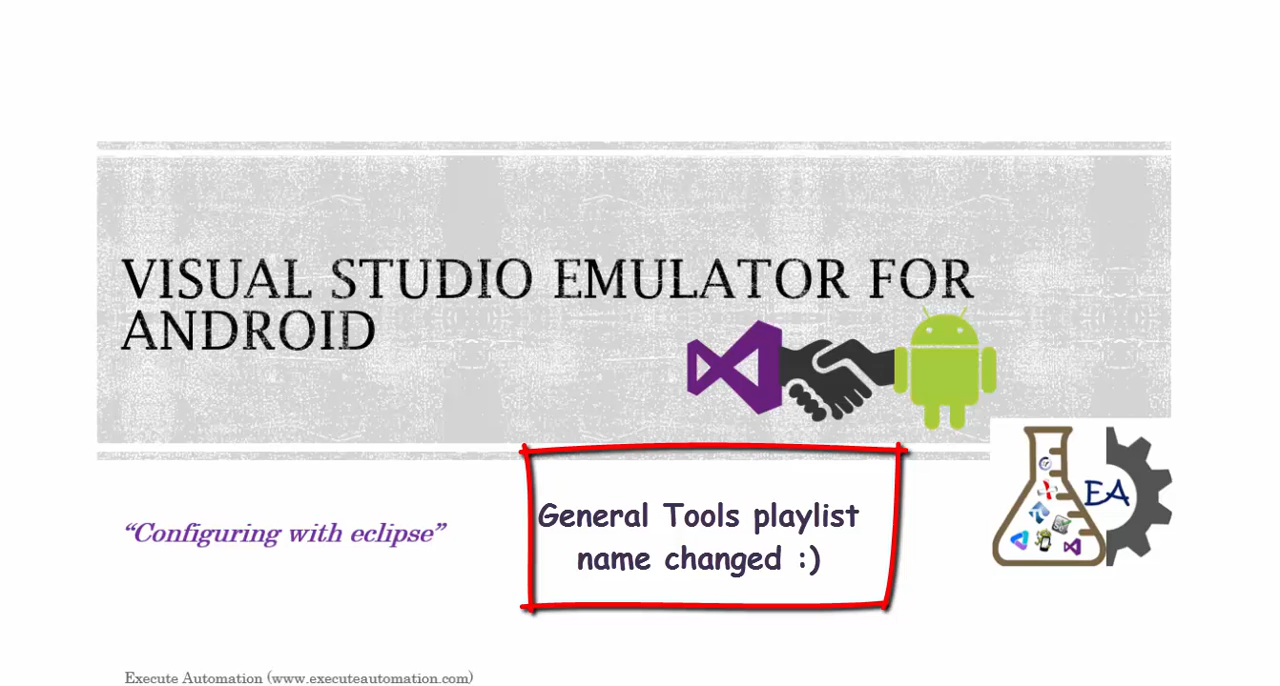 VISUAL STUDIO EMULATOR FOR
ANDROID
EA
“Configuring with eclipse”
General Tools playlist
name changed :)
Execute Automation (www.executeautomation.com)